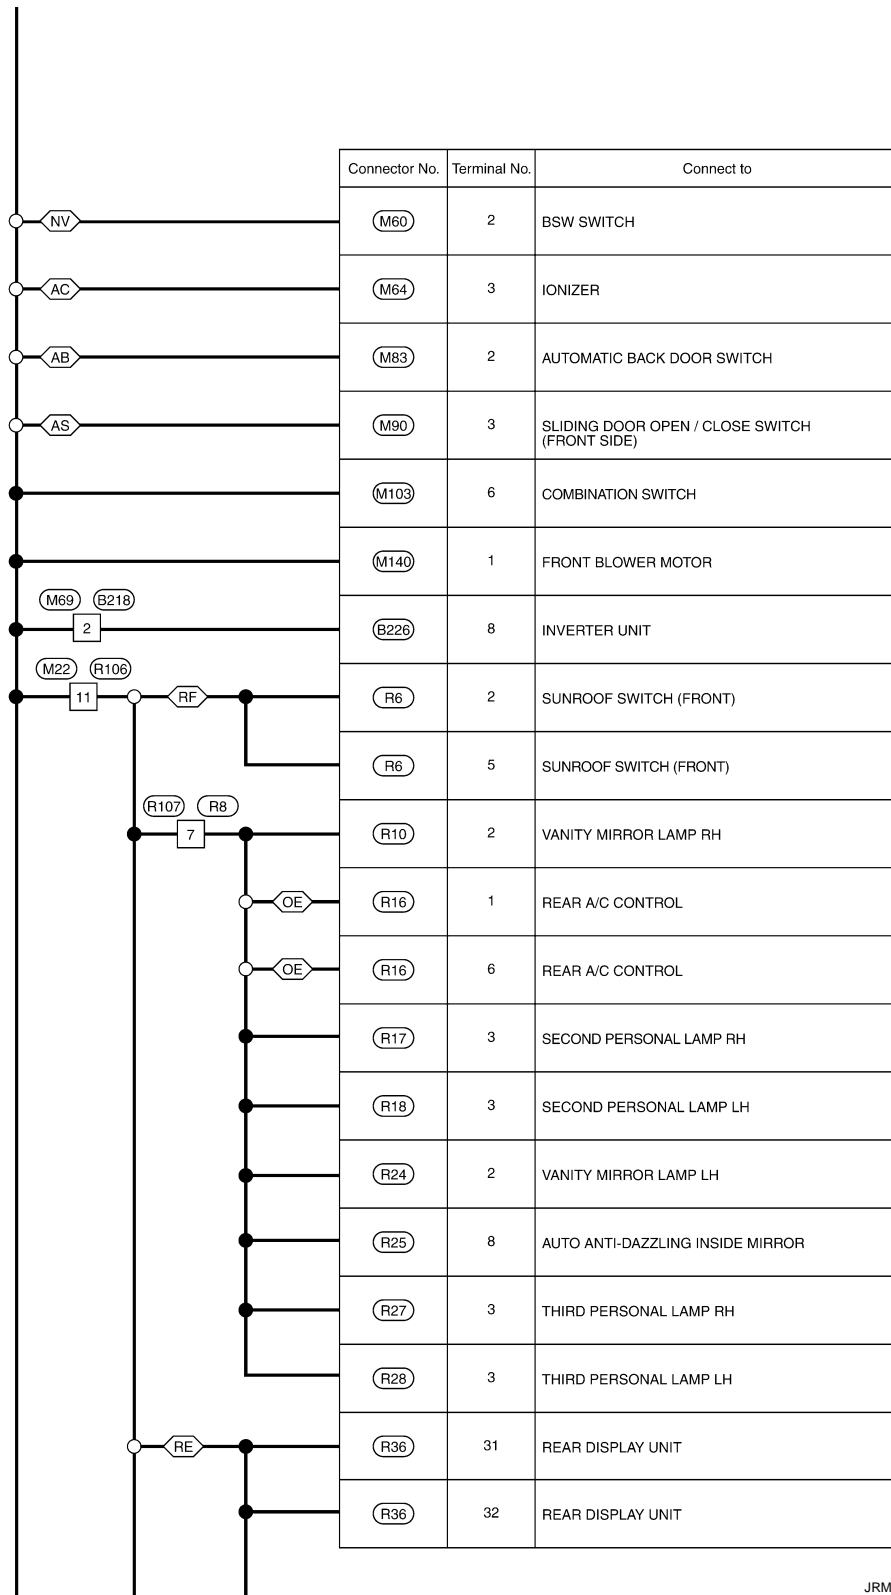 Connector No. Terminal No. Connect to
NV M60 2 BSW SWITCH
AC M64 3 IONIZER
AB M83 2 AUTOMATIC BACK DOOR SWITCH
AS M90 3 SLIDING DOOR OPEN / CLOSE SWITCH
(FRONT SIDE)
M103 6 COMBINATION SWITCH
M140 1 FRONT BLOWER MOTOR
M69 B218
2 B226 8 INVERTER UNIT
M22 R106
11 RF R6 2 SUNROOF SWITCH (FRONT)
R6 5 SUNROOF SWITCH (FRONT)
R107 R8
7 R10 2 VANITY MIRROR LAMP RH
OE R16 1 REAR A/C CONTROL
OE R16 6 REAR A/C CONTROL
R17 3 SECOND PERSONAL LAMP RH
R18 3 SECOND PERSONAL LAMP LH
R24 2 VANITY MIRROR LAMP LH
R25 8 AUTO ANTI-DAZZLING INSIDE MIRROR
R27 3 THIRD PERSONAL LAMP RH
R28 3 THIRD PERSONAL LAMP LH
RE R36 31 REAR DISPLAY UNIT
R36 32 REAR DISPLAY UNIT
JRM